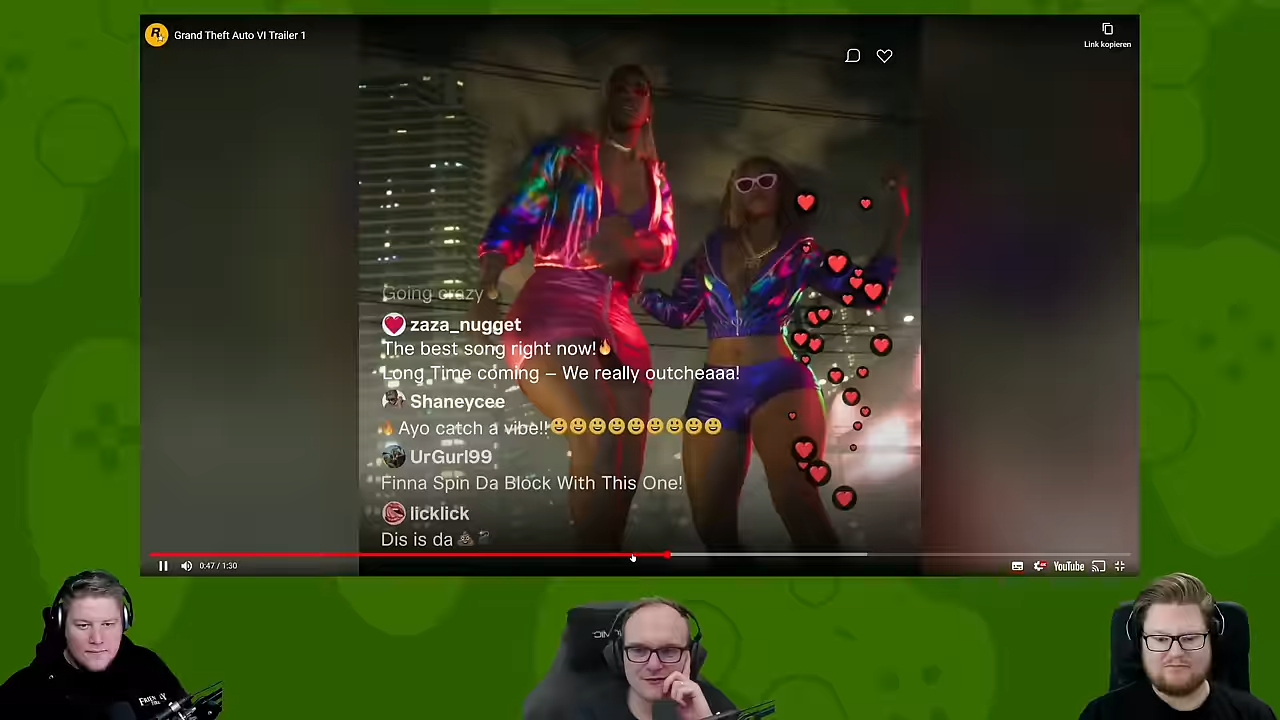 Grand Theft Auto VI Trailer 1
Link kopieren
Going crazy
zaza_nugget
The best song right now!🔥
Long Time coming – We really outcheaaa!
Shaneycee
🔥Ayo catch a vibe!!😀😀😀😀😀😀😀😀😀
UrGurl99
Finna Spin Da Block With This One!
licklick
Dis is da💩
0:47 / 1:30
YouTube